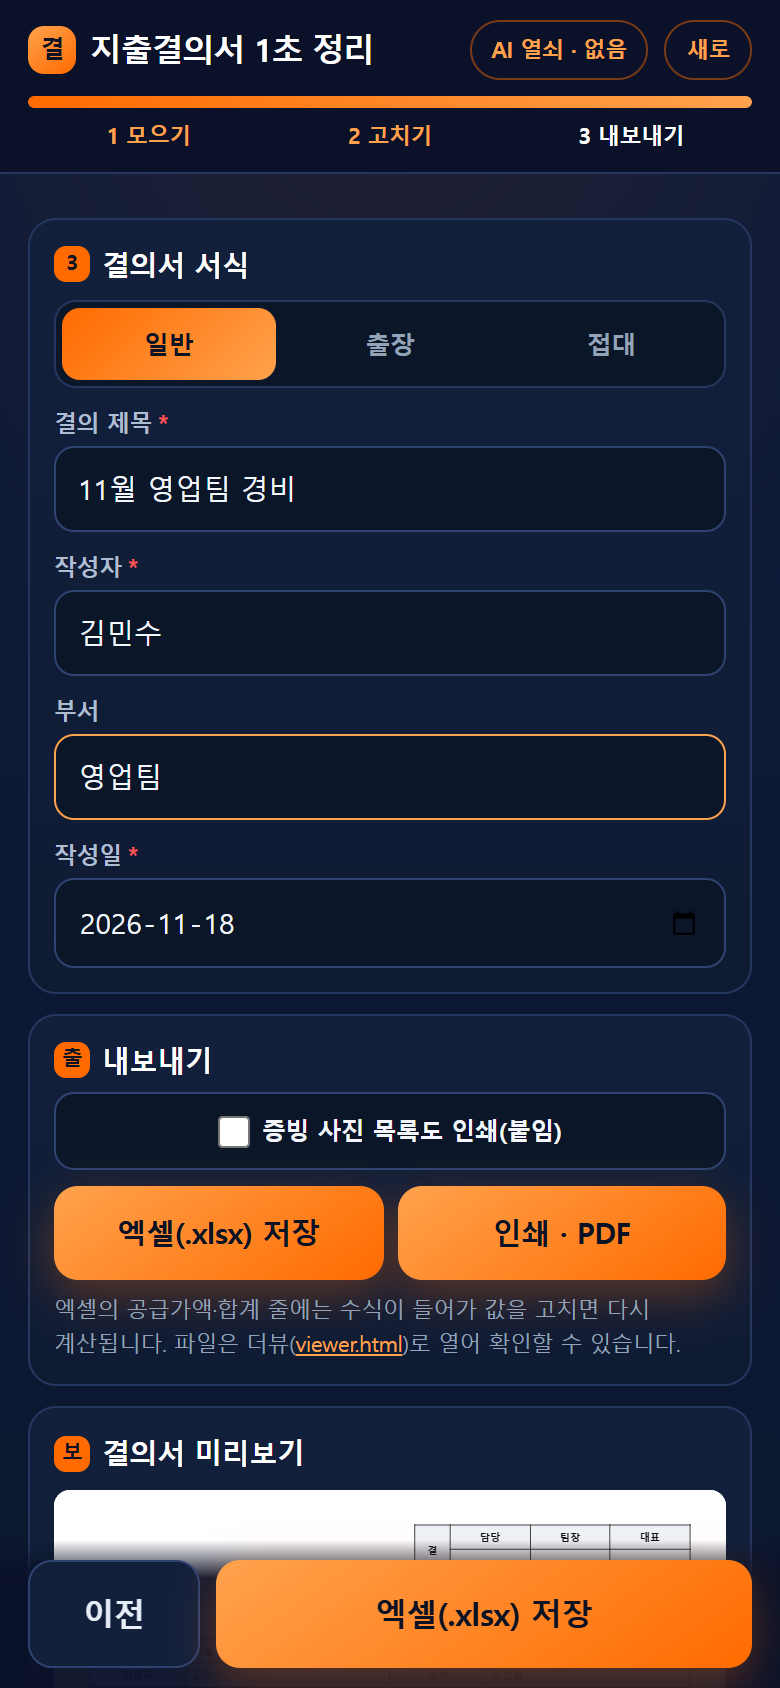 결 지출결의서 1초 정리 AI 열쇠 · 없음 새로
1 모으기 2 고치기 3 내보내기
3 결의서 서식
일반 출장 접대
결의 제목 *
11월 영업팀 경비
작성자 *
김민수
부서
영업팀
작성일 *
2026-11-18
출 내보내기
증빙 사진 목록도 인쇄(붙임)
엑셀(.xlsx) 저장 인쇄 · PDF
엑셀의 공급가액·합계 줄에는 수식이 들어가 값을 고치면 다시
계산됩니다. 파일은 더뷰(viewer.html)로 열어 확인할 수 있습니다.
보 결의서 미리보기
담당 팀장 대표
결
이전 엑셀(.xlsx) 저장